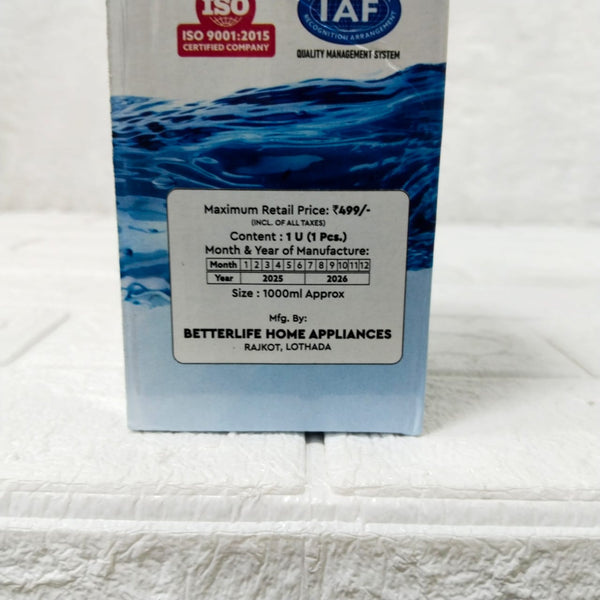 ISO
ISO 9001:2015
CERTIFIED COMPANY
IAF
RECOGNITION ARRANGEMENT
QUALITY MANAGEMENT SYSTEM
Maximum Retail Price: ₹499/-
(INCL. OF ALL TAXES)
Content : 1 U (1 Pcs.)
Month & Year of Manufacture:
Month 1 2 3 4 5 6 7 8 9 10 11 12
Year 2025 2026
Size : 1000ml Approx
Mfg. By:
BETTERLIFE HOME APPLIANCES
RAJKOT, LOTHADA